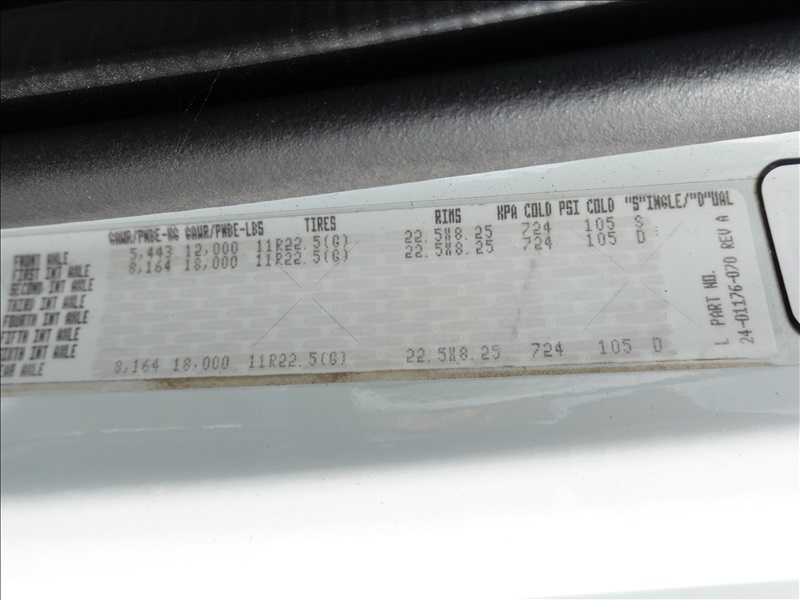 GAWR/PNBE-KG GAWR/PNBE-LBS TIRES RIMS KPA COLD PSI COLD "S"INGLE/"D"UAL
FRONT AXLE 5,443 12,000 11R22.5(G) 22.5X8.25 724 105 S
FIRST INT AXLE 8,164 18,000 11R22.5(G) 22.5X8.25 724 105 D
SECOND INT AXLE
THIRD INT AXLE
FOURTH INT AXLE
FIFTH INT AXLE
SIXTH INT AXLE
EAR AXLE 8,164 18,000 11R22.5(G) 22.5X8.25 724 105 D
L PART NO.
24-01176-070 REV A